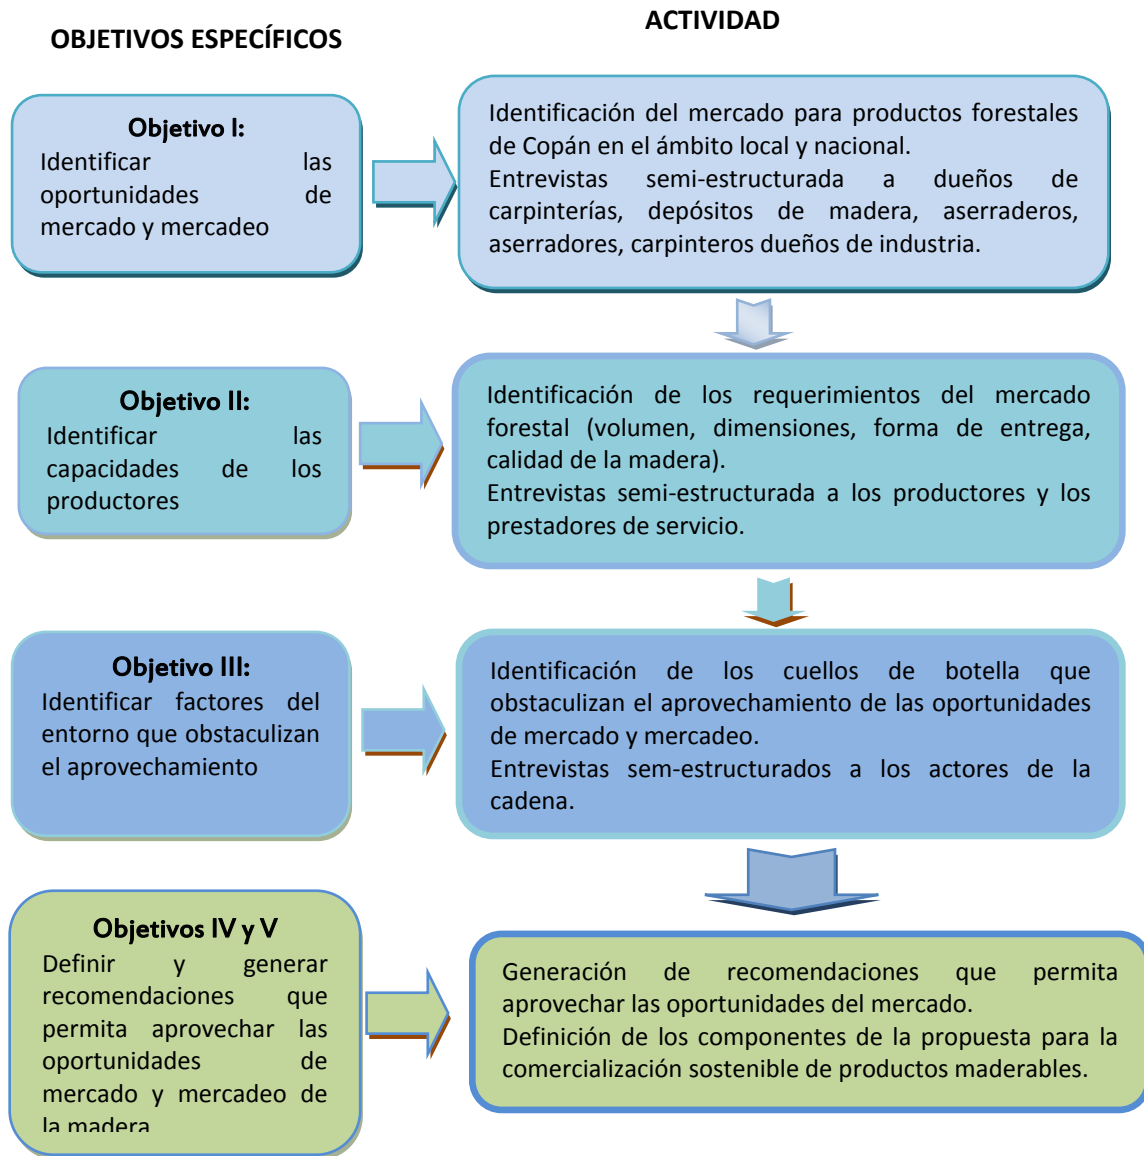 ACTIVIDAD
OBJETIVOS ESPECÍFICOS
Objetivo I:
Identificar las
oportunidades de
mercado y mercadeo
Identificación del mercado para productos forestales
de Copán en el ámbito local y nacional.
Entrevistas semi-estructurada a dueños de
carpinterías, depósitos de madera, aserraderos,
aserradores, carpinteros dueños de industria.
Objetivo II:
Identificar las
capacidades de los
productores
Identificación de los requerimientos del mercado
forestal (volumen, dimensiones, forma de entrega,
calidad de la madera).
Entrevistas semi-estructurada a los productores y los
prestadores de servicio.
Objetivo III:
Identificar factores del
entorno que obstaculizan
el aprovechamiento
Identificación de los cuellos de botella que
obstaculizan el aprovechamiento de las oportunidades
de mercado y mercadeo.
Entrevistas sem-estructurados a los actores de la
cadena.
Objetivos IV y V
Definir y generar
recomendaciones que
permita aprovechar las
oportunidades de
mercado y mercadeo de
la madera
Generación de recomendaciones que permita
aprovechar las oportunidades del mercado.
Definición de los componentes de la propuesta para la
comercialización sostenible de productos maderables.